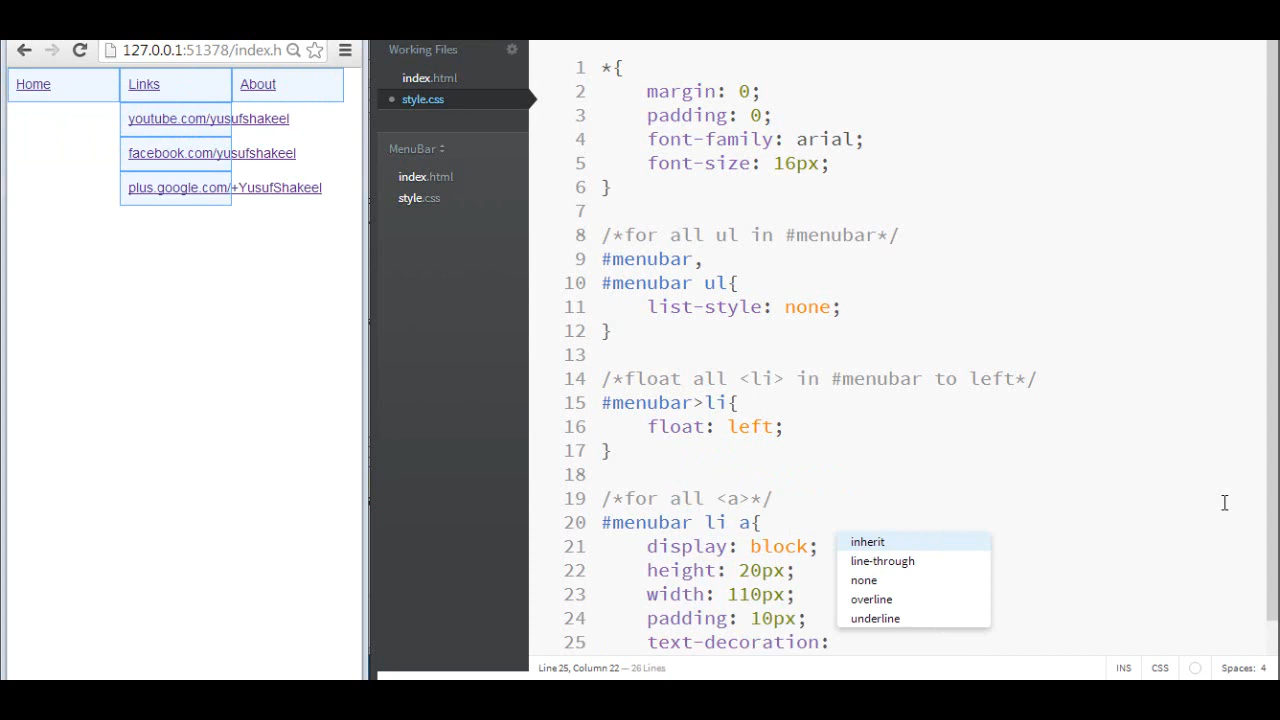 127.0.0.1:51378/index.h
Home Links About
youtube.com/yusufshakeel
facebook.com/yusufshakeel
plus.google.com/+YusufShakeel
Working Files
index.html
style.css
MenuBar
index.html
style.css
1 *{
2 margin: 0;
3 padding: 0;
4 font-family: arial;
5 font-size: 16px;
6 }
7
8 /*for all ul in #menubar*/
9 #menubar,
10 #menubar ul{
11 list-style: none;
12 }
13
14 /*float all <li> in #menubar to left*/
15 #menubar>li{
16 float: left;
17 }
18
19 /*for all <a>*/
20 #menubar li a{
21 display: block;
22 height: 20px;
23 width: 110px;
24 padding: 10px;
25 text-decoration:
inherit
line-through
none
overline
underline
Line 25, Column 22 — 26 Lines
INS CSS Spaces: 4